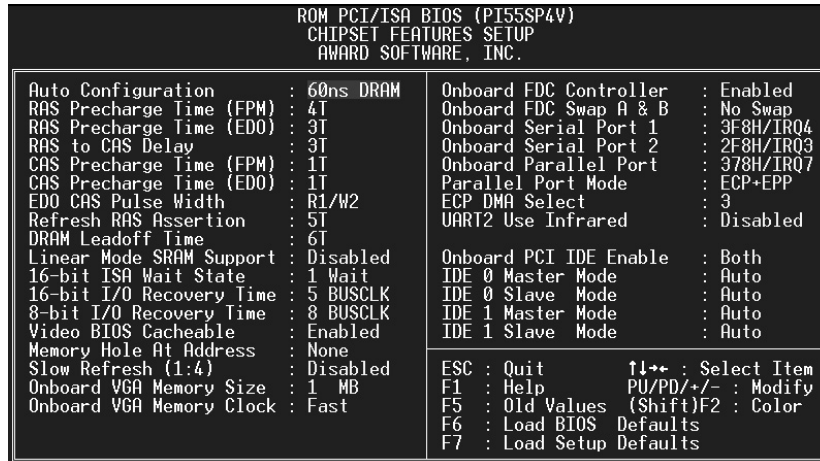 ROM PCI/ISA BIOS (PI55SP4V)
CHIPSET FEATURES SETUP
AWARD SOFTWARE, INC.
Auto Configuration : 60ns DRAM
RAS Precharge Time (FPM) : 4T
RAS Precharge Time (EDO) : 3T
RAS to CAS Delay : 3T
CAS Precharge Time (FPM) : 1T
CAS Precharge Time (EDO) : 1T
EDO CAS Pulse Width : R1/W2
Refresh RAS Assertion : 5T
DRAM Leadoff Time : 6T
Linear Mode SRAM Support : Disabled
16-bit ISA Wait State : 1 Wait
16-bit I/O Recovery Time : 5 BUSCLK
8-bit I/O Recovery Time : 8 BUSCLK
Video BIOS Cacheable : Enabled
Memory Hole At Address : None
Slow Refresh (1:4) : Disabled
Onboard VGA Memory Size : 1 MB
Onboard VGA Memory Clock : Fast
Onboard FDC Controller : Enabled
Onboard FDC Swap A & B : No Swap
Onboard Serial Port 1 : 3F8H/IRQ4
Onboard Serial Port 2 : 2F8H/IRQ3
Onboard Parallel Port : 378H/IRQ7
Parallel Port Mode : ECP+EPP
ECP DMA Select : 3
UART2 Use Infrared : Disabled
Onboard PCI IDE Enable : Both
IDE 0 Master Mode : Auto
IDE 0 Slave Mode : Auto
IDE 1 Master Mode : Auto
IDE 1 Slave Mode : Auto
ESC : Quit ↑↓→← : Select Item
F1 : Help PU/PD/+/- : Modify
F5 : Old Values (Shift)F2 : Color
F6 : Load BIOS Defaults
F7 : Load Setup Defaults